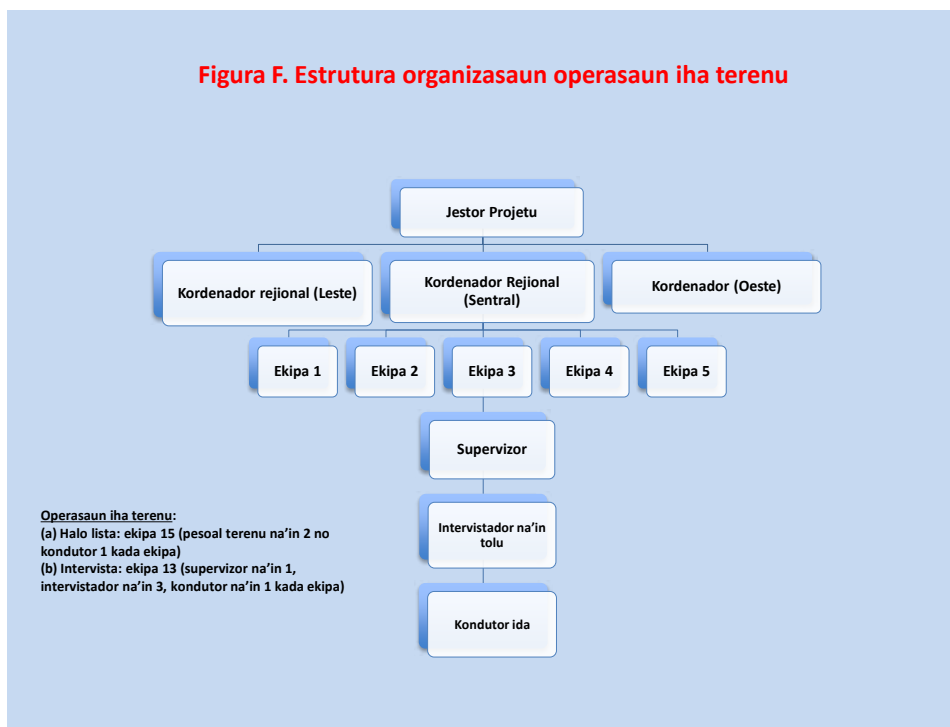 Figura F. Estrutura organizasaun operasaun iha terenu
Jestor Projetu
Kordenador rejional (Leste)
Kordenador Rejional
(Sentral)
Kordenador (Oeste)
Ekipa 1
Ekipa 2
Ekipa 3
Ekipa 4
Ekipa 5
Supervizor
Intervistador na’in
tolu
Kondutor ida
Operasaun iha terenu:
(a) Halo lista: ekipa 15 (pesoal terenu na’in 2 no
kondutor 1 kada ekipa)
(b) Intervista: ekipa 13 (supervizor na’in 1,
intervistador na’in 3, kondutor na’in 1 kada ekipa)